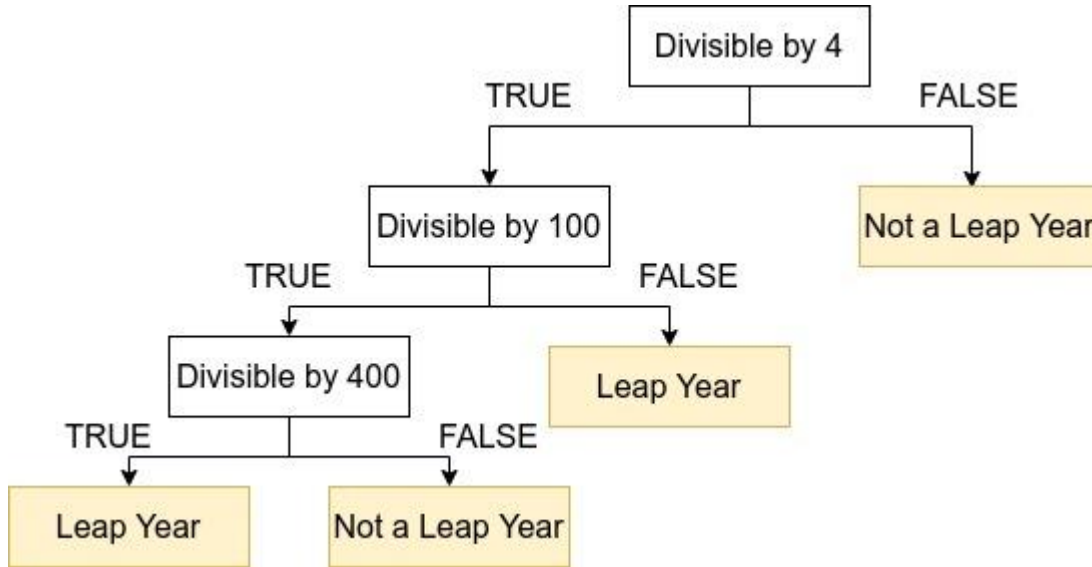 Divisible by 4
TRUE
FALSE
Divisible by 100
Not a Leap Year
TRUE
FALSE
Divisible by 400
Leap Year
TRUE
FALSE
Leap Year
Not a Leap Year